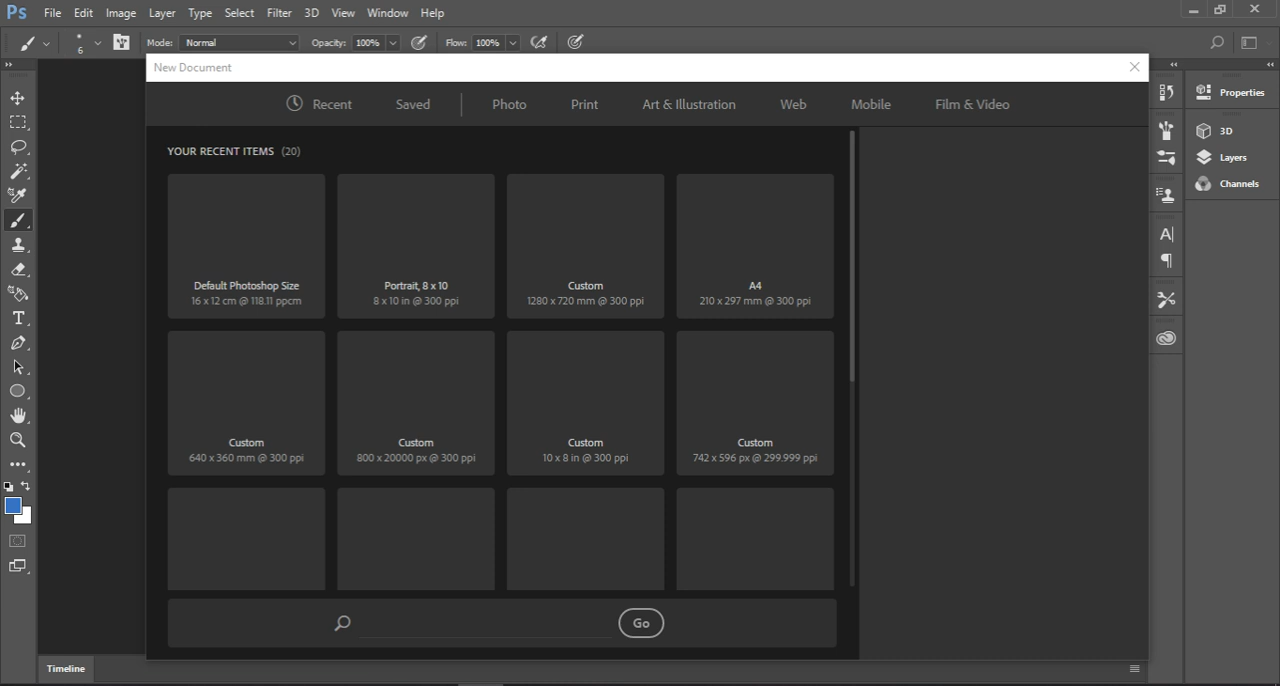 Ps File Edit Image Layer Type Select Filter 3D View Window Help
6 Mode: Normal Opacity: 100% Flow: 100%
New Document
Recent Saved Photo Print Art & Illustration Web Mobile Film & Video
Properties
3D
Layers
Channels
YOUR RECENT ITEMS (20)
Default Photoshop Size
16 x 12 cm @ 118.11 ppcm
Portrait, 8 x 10
8 x 10 in @ 300 ppi
Custom
1280 x 720 mm @ 300 ppi
A4
210 x 297 mm @ 300 ppi
Custom
640 x 360 mm @ 300 ppi
Custom
800 x 20000 px @ 300 ppi
Custom
10 x 8 in @ 300 ppi
Custom
742 x 596 px @ 299.999 ppi
Go
Timeline